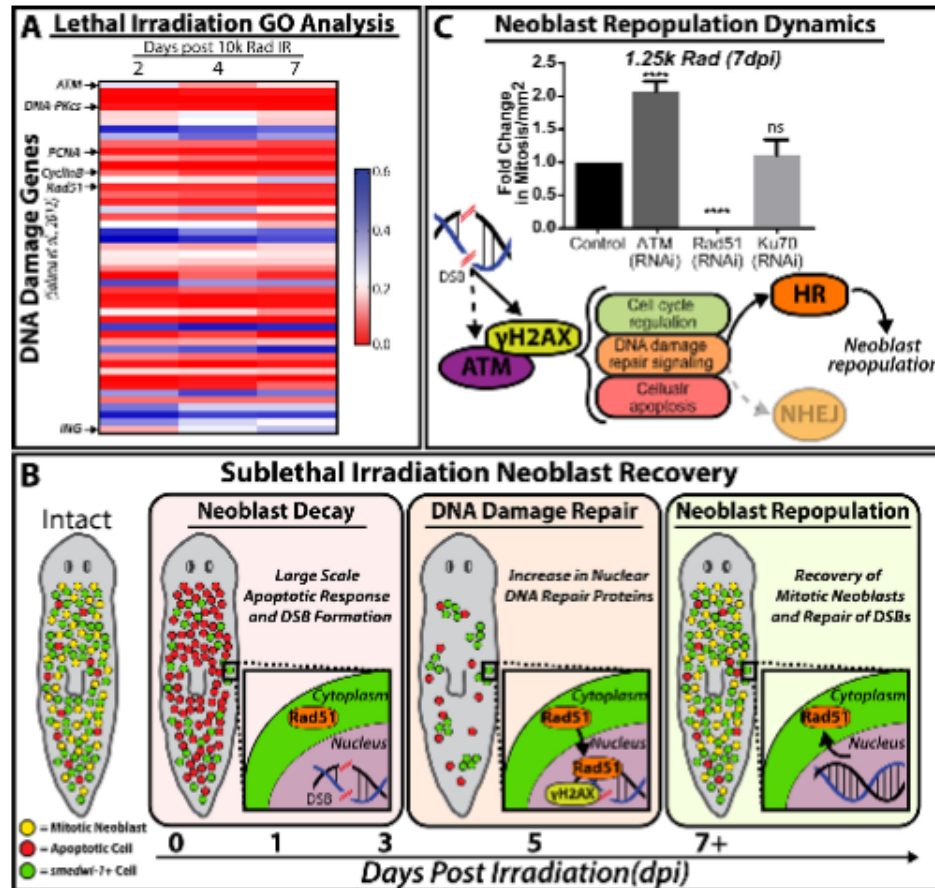 A Lethal Irradiation GO Analysis
Days post 10k Rad IR
2 4 7
ATM
DNA-PKcs
PCNA
CyclinB
Rad51
ING
DNA Damage Genes
0.6
0.4
0.2
0.0
C Neoblast Repopulation Dynamics
1.25k Rad (7dpi)
Fold Change
in Mitosis/mm2
2.5
2.0
1.5
1.0
0.5
0.0
****
****
ns
Control ATM Rad51 Ku70
(RNAi) (RNAi) (RNAi)
DSB
γH2AX
ATM
Cell cycle
regulation
DNA damage
repair signaling
Cellualr
apoptosis
HR
NHEJ
Neoblast
repopulation
B Sublethal Irradiation Neoblast Recovery
Intact
Neoblast Decay
Large Scale
Apoptotic Response
and DSB Formation
Cytoplasm
Rad51
Nucleus
DSB
DNA Damage Repair
Increase in Nuclear
DNA Repair Proteins
Cytoplasm
Rad51
Nucleus
Rad51
γH2AX
Neoblast Repopulation
Recovery of
Mitotic Neoblasts
and Repair of DSBs
Cytoplasm
Rad51
Nucleus
= Mitotic Neoblast
= Apoptotic Cell
= smedwi-1+ Cell
0 1 3 5 7+
Days Post Irradiation(dpi)